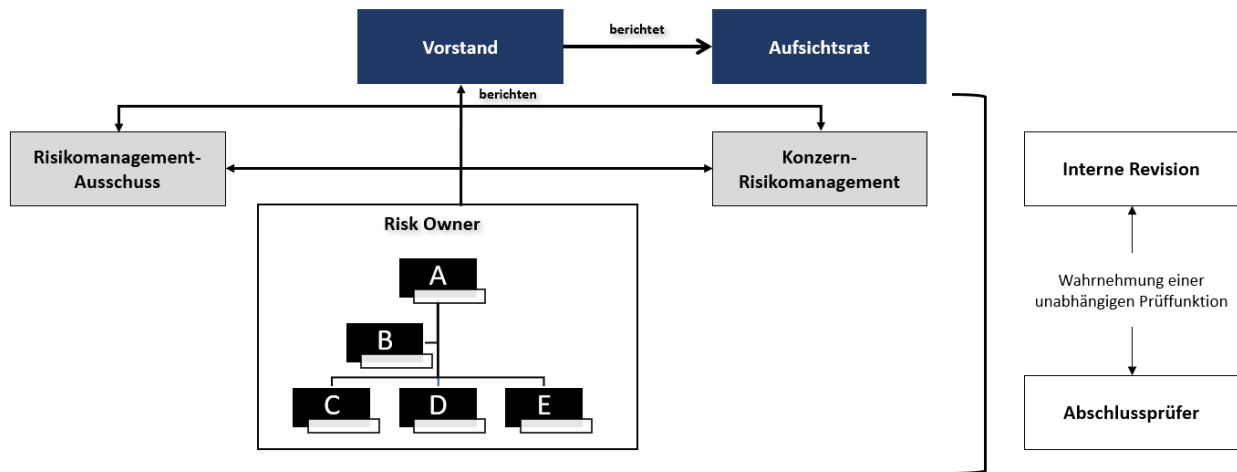 berichtet
Vorstand
Aufsichtsrat
berichten
Risikomanagement-
Ausschuss
Konzern-
Risikomanagement
Interne Revision
Risk Owner
A
B
C
D
E
Wahrnehmung einer
unabhängigen Prüffunktion
Abschlussprüfer